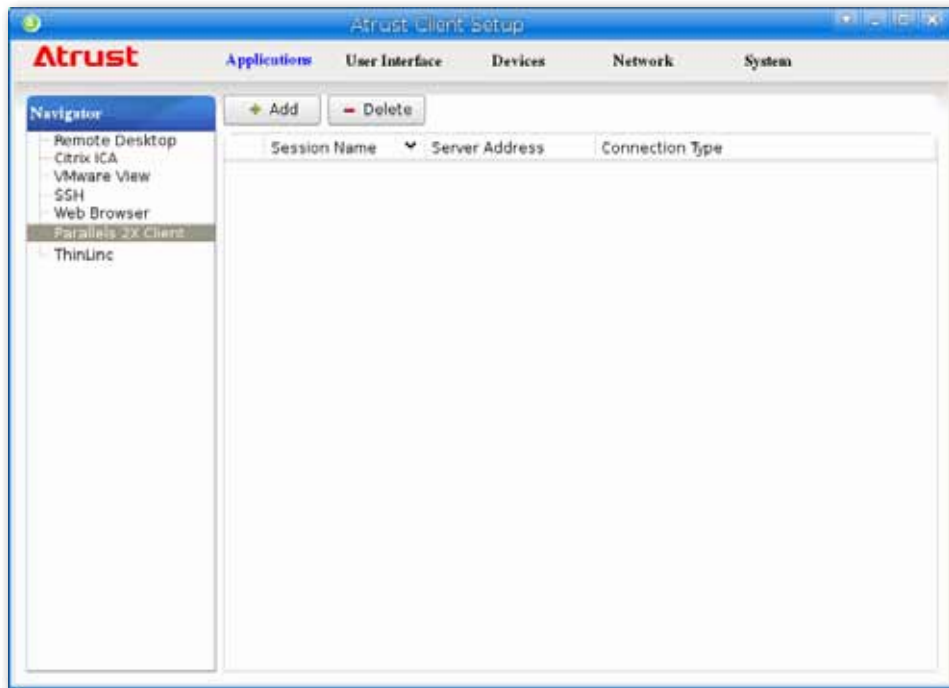 Atrust Client Setup
Atrust
Applications User Interface Devices Network System
Navigator
Remote Desktop
Citrix ICA
VMware View
SSH
Web Browser
Parallels 2X Client
ThinLinc
Add Delete
Session Name Server Address Connection Type